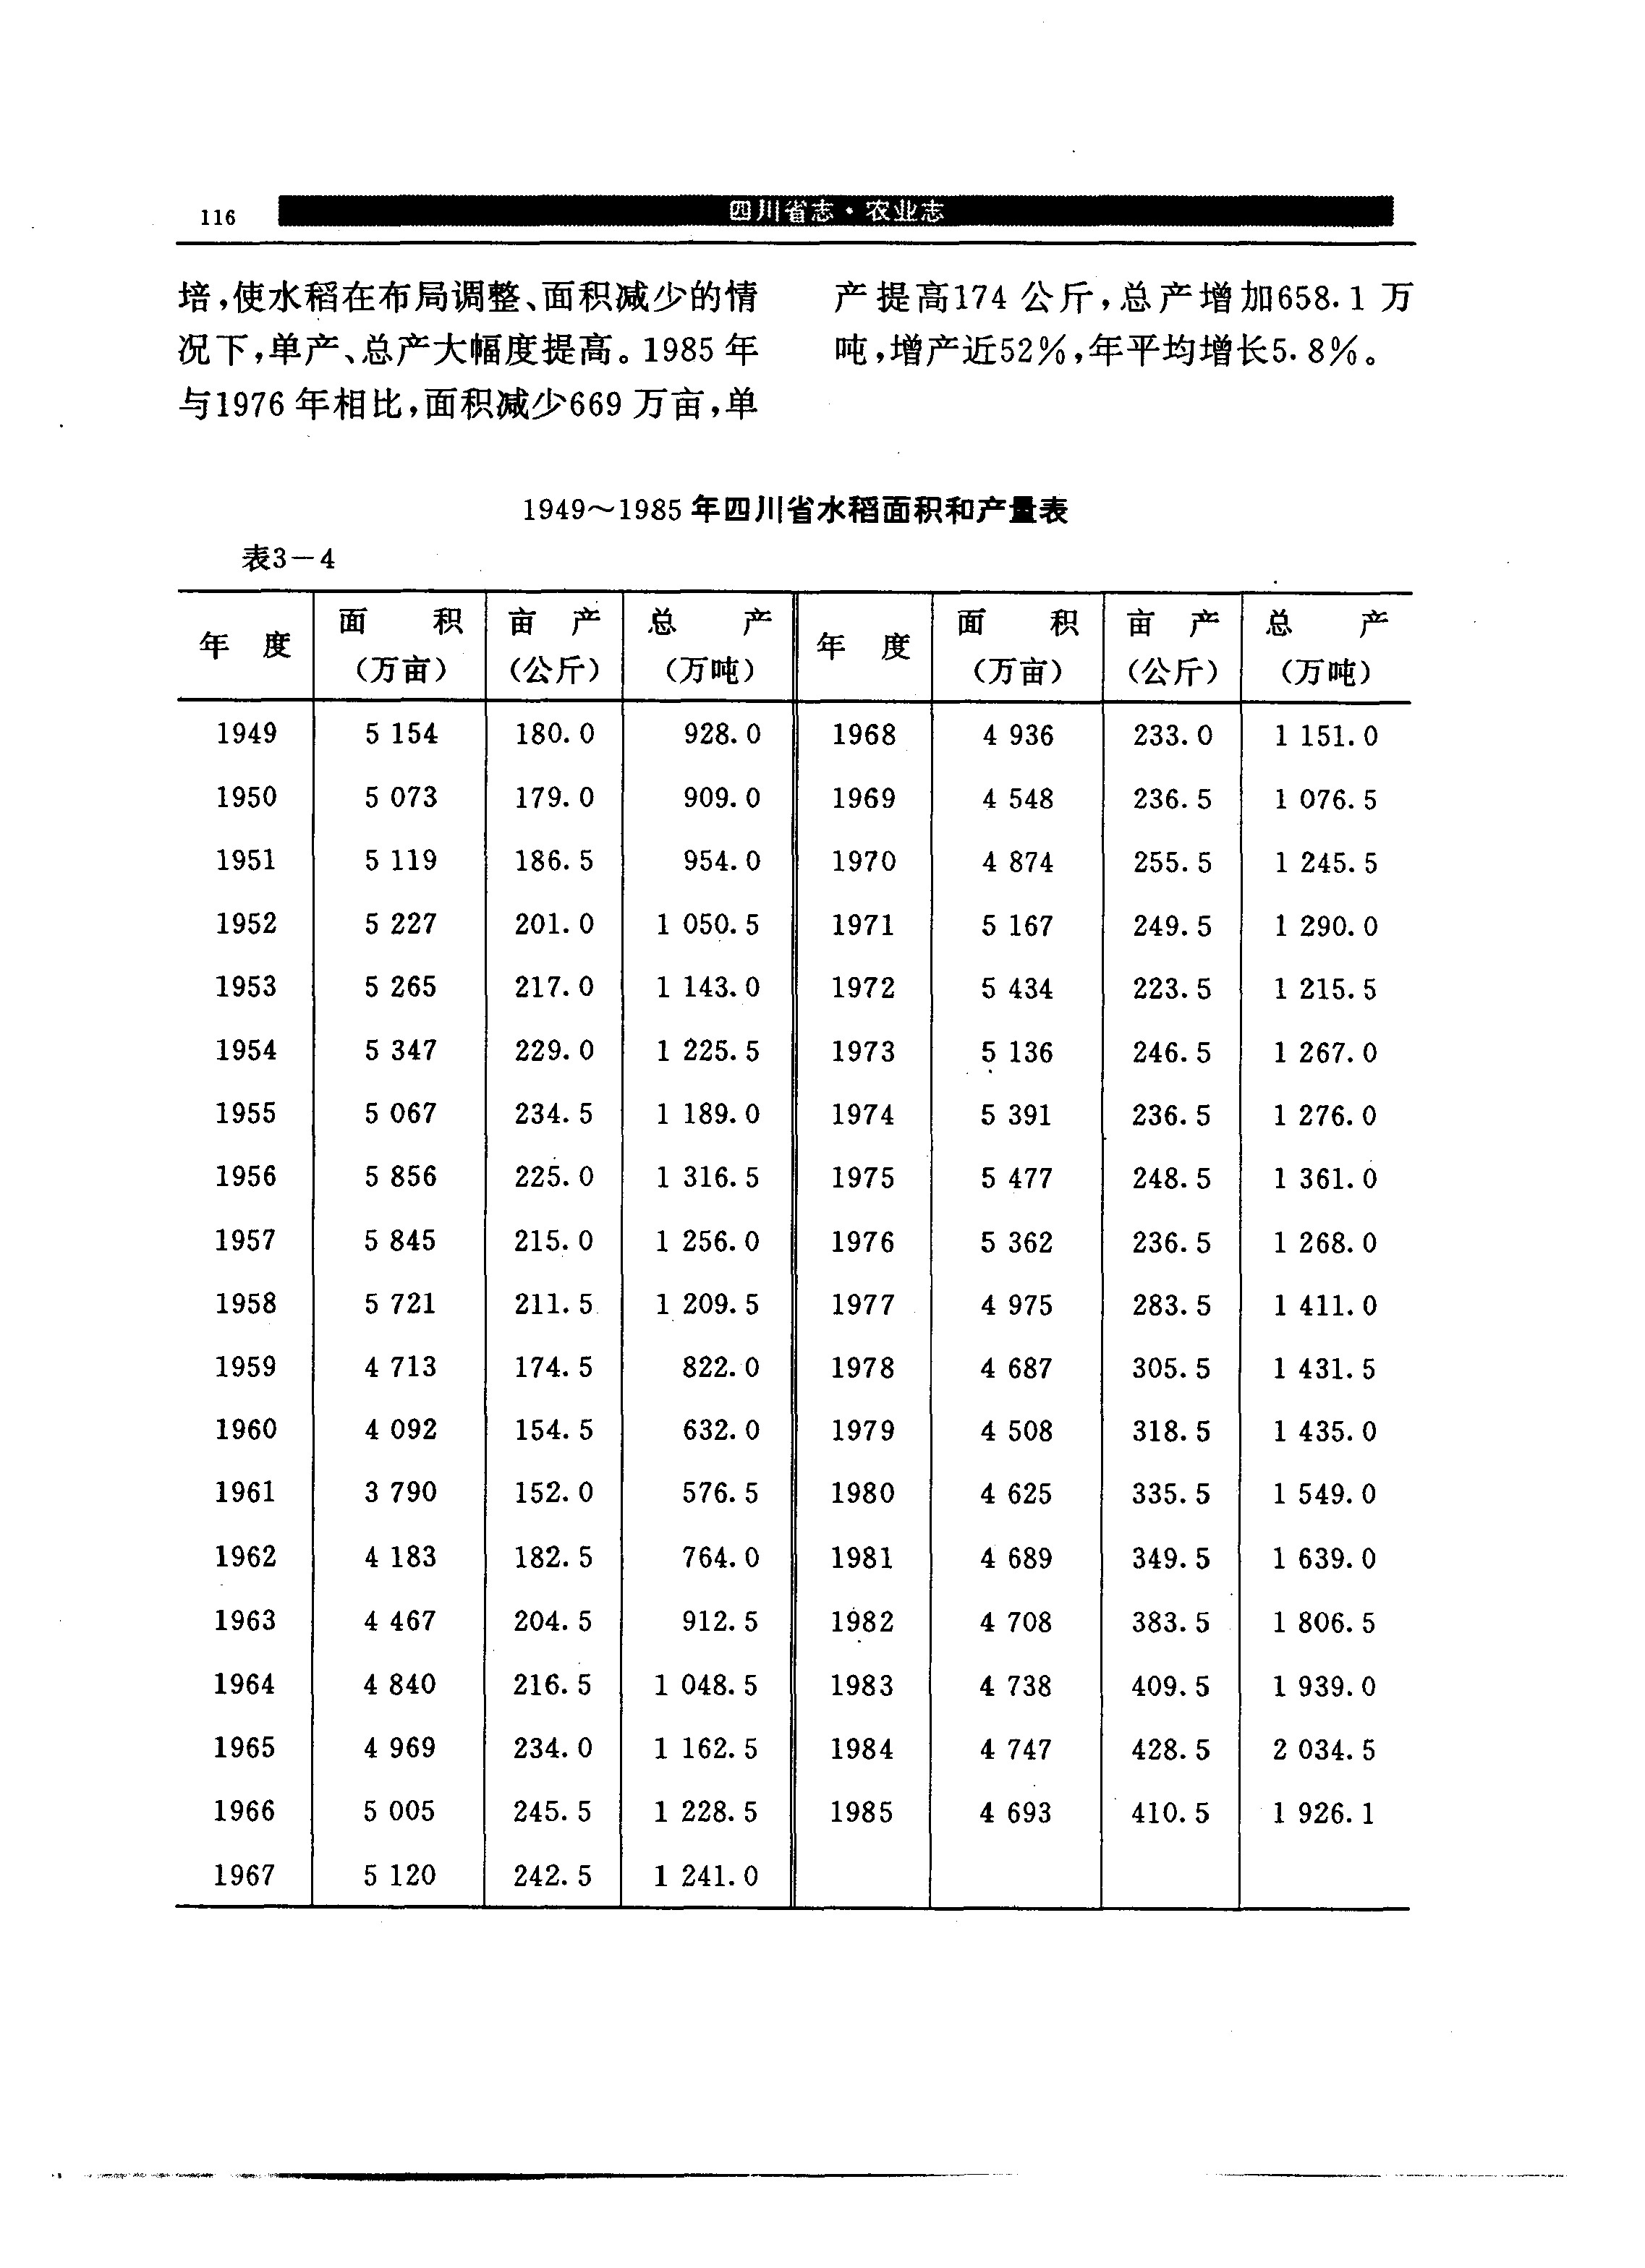 116
四川省志·农业志
培,使水稻在布局调整、面积减少的情
况下,单产、总产大幅度提高。1985 年
与1976 年相比,面积减少669 万亩,单
产提高174 公斤,总产增加658.1 万
吨,增产近52%,年平均增长5.8%。
1949～1985 年四川省水稻面积和产量表
表3－4
年 度 面 积 (万亩) 亩 产 (公斤) 总 产 (万吨) 年 度 面 积 (万亩) 亩 产 (公斤) 总 产 (万吨)
1949 5 154 180.0 928.0 1968 4 936 233.0 1 151.0
1950 5 073 179.0 909.0 1969 4 548 236.5 1 076.5
1951 5 119 186.5 954.0 1970 4 874 255.5 1 245.5
1952 5 227 201.0 1 050.5 1971 5 167 249.5 1 290.0
1953 5 265 217.0 1 143.0 1972 5 434 223.5 1 215.5
1954 5 347 229.0 1 225.5 1973 5 136 246.5 1 267.0
1955 5 067 234.5 1 189.0 1974 5 391 236.5 1 276.0
1956 5 856 225.0 1 316.5 1975 5 477 248.5 1 361.0
1957 5 845 215.0 1 256.0 1976 5 362 236.5 1 268.0
1958 5 721 211.5 1 209.5 1977 4 975 283.5 1 411.0
1959 4 713 174.5 822.0 1978 4 687 305.5 1 431.5
1960 4 092 154.5 632.0 1979 4 508 318.5 1 435.0
1961 3 790 152.0 576.5 1980 4 625 335.5 1 549.0
1962 4 183 182.5 764.0 1981 4 689 349.5 1 639.0
1963 4 467 204.5 912.5 1982 4 708 383.5 1 806.5
1964 4 840 216.5 1 048.5 1983 4 738 409.5 1 939.0
1965 4 969 234.0 1 162.5 1984 4 747 428.5 2 034.5
1966 5 005 245.5 1 228.5 1985 4 693 410.5 1 926.1
1967 5 120 242.5 1 241.0